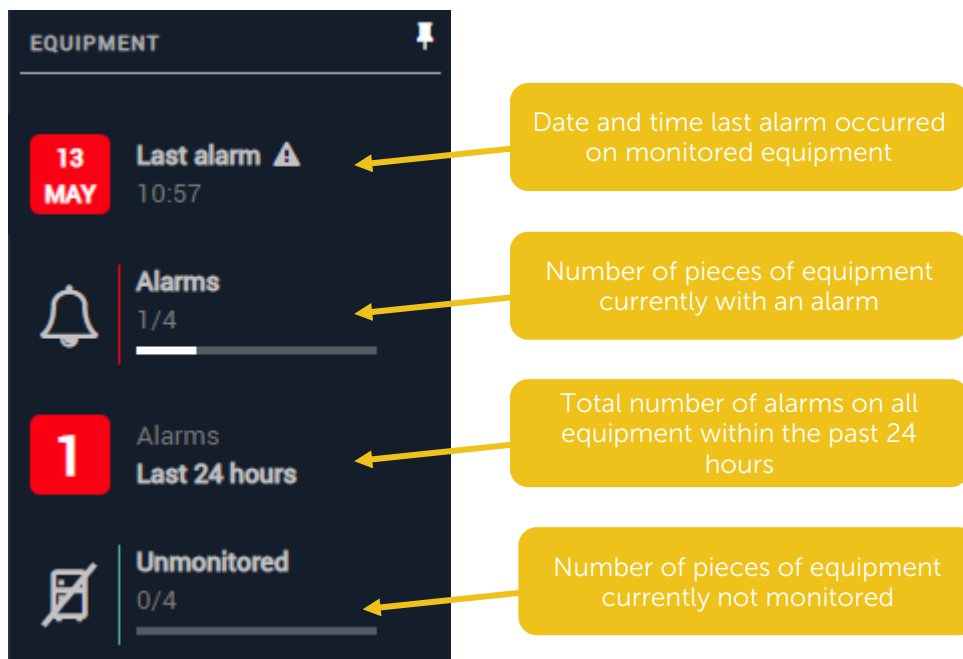 EQUIPMENT
13
MAY
Last alarm
10:57
Date and time last alarm occurred
on monitored equipment
Alarms
1/4
Number of pieces of equipment
currently with an alarm
1
Alarms
Last 24 hours
Total number of alarms on all
equipment within the past 24
hours
Unmonitored
0/4
Number of pieces of equipment
currently not monitored